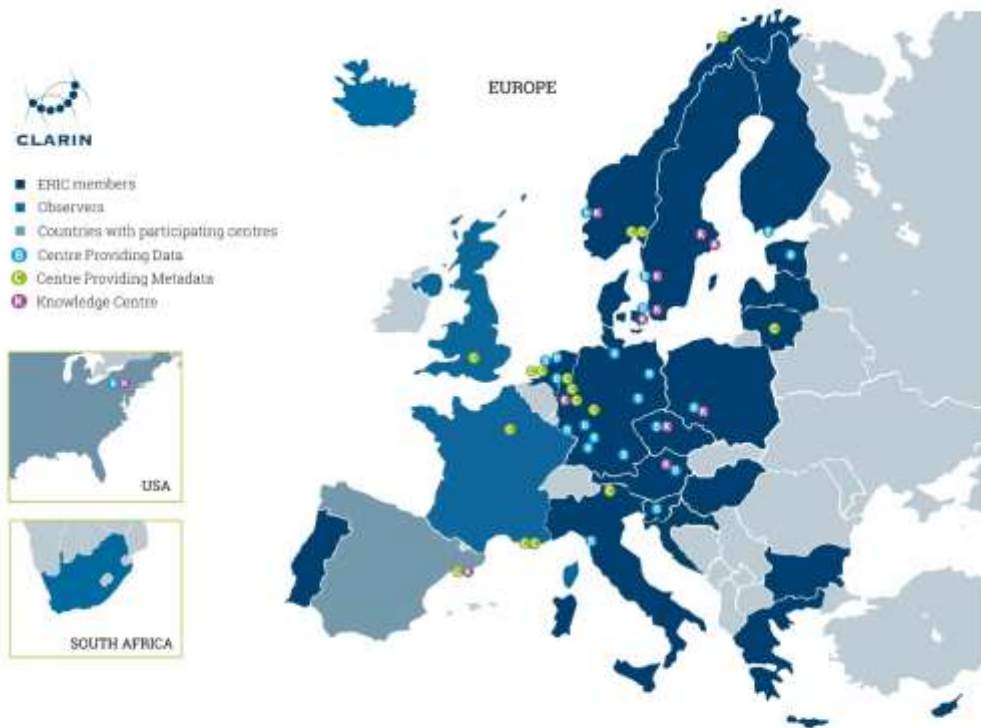 EUROPE
CLARIN
ERIC members
Observers
Countries with participating centres
B Centre Providing Data
C Centre Providing Metadata
K Knowledge Centre
USA
SOUTH AFRICA